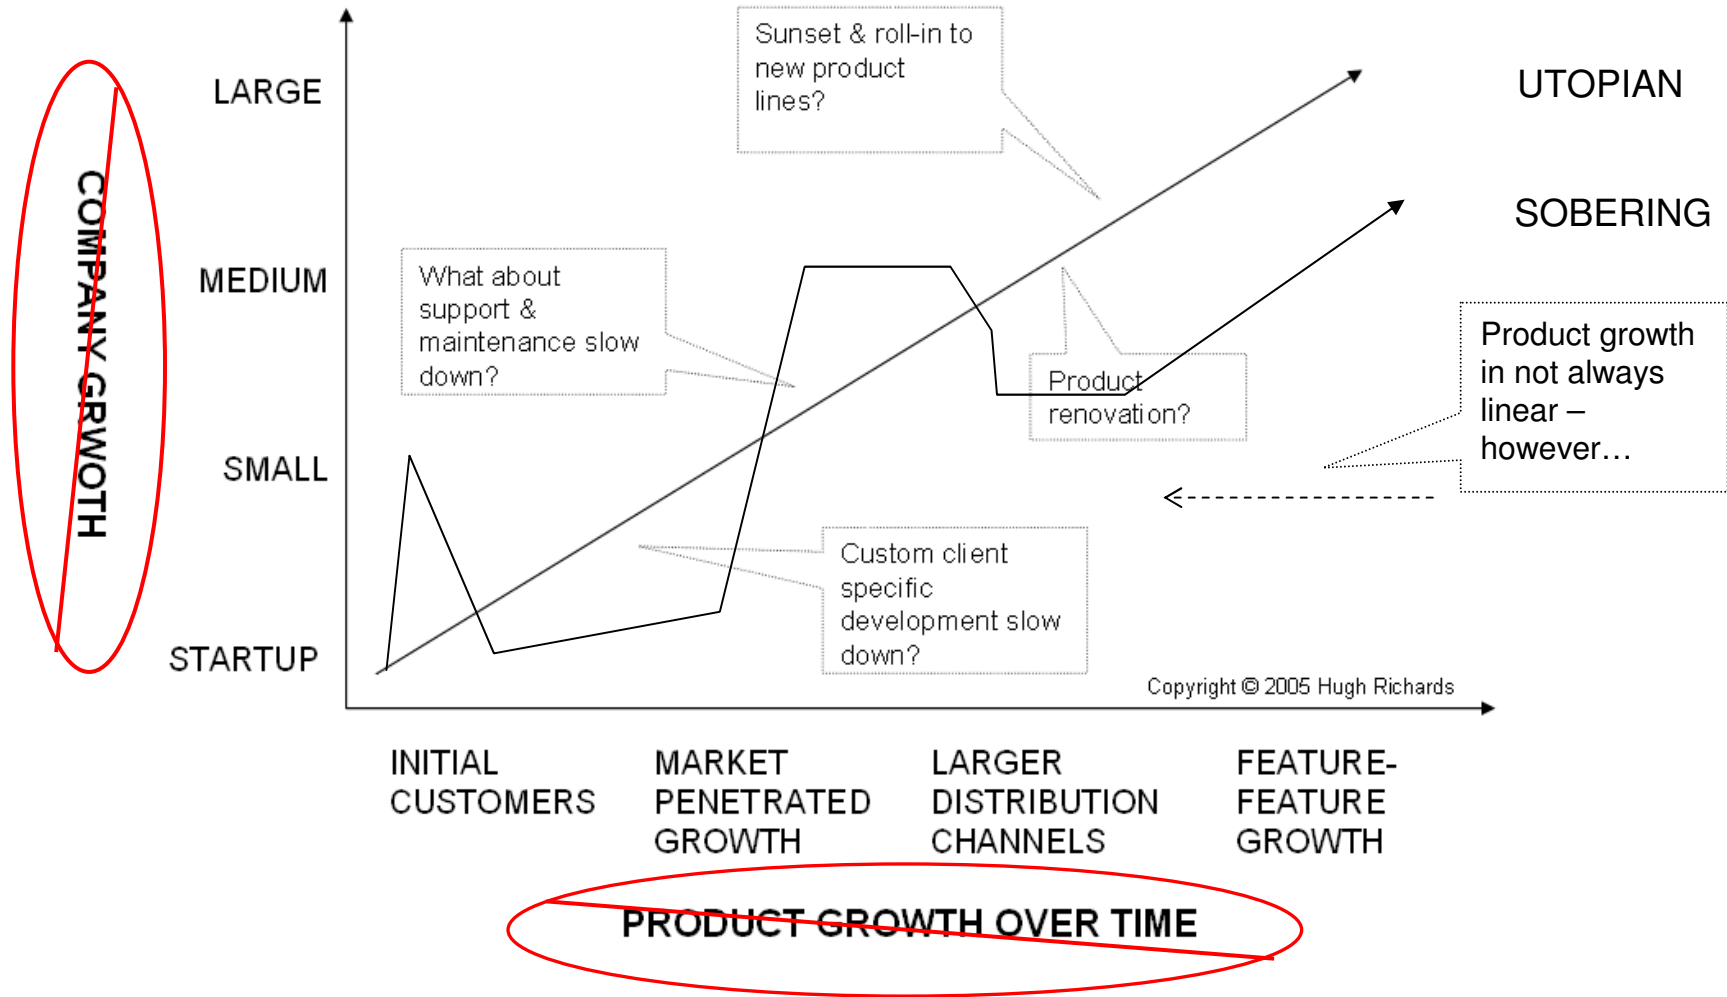 Sunset & roll-in to
new product
lines?
LARGE
UTOPIAN
SOBERING
COMPANY GRWOTH
MEDIUM
What about
support &
maintenance slow
down?
Product growth
in not always
linear –
however…
Product
renovation?
SMALL
Custom client
specific
development slow
down?
STARTUP
Copyright © 2005 Hugh Richards
INITIAL
CUSTOMERS
MARKET
PENETRATED
GROWTH
LARGER
DISTRIBUTION
CHANNELS
FEATURE-
FEATURE
GROWTH
PRODUCT GROWTH OVER TIME